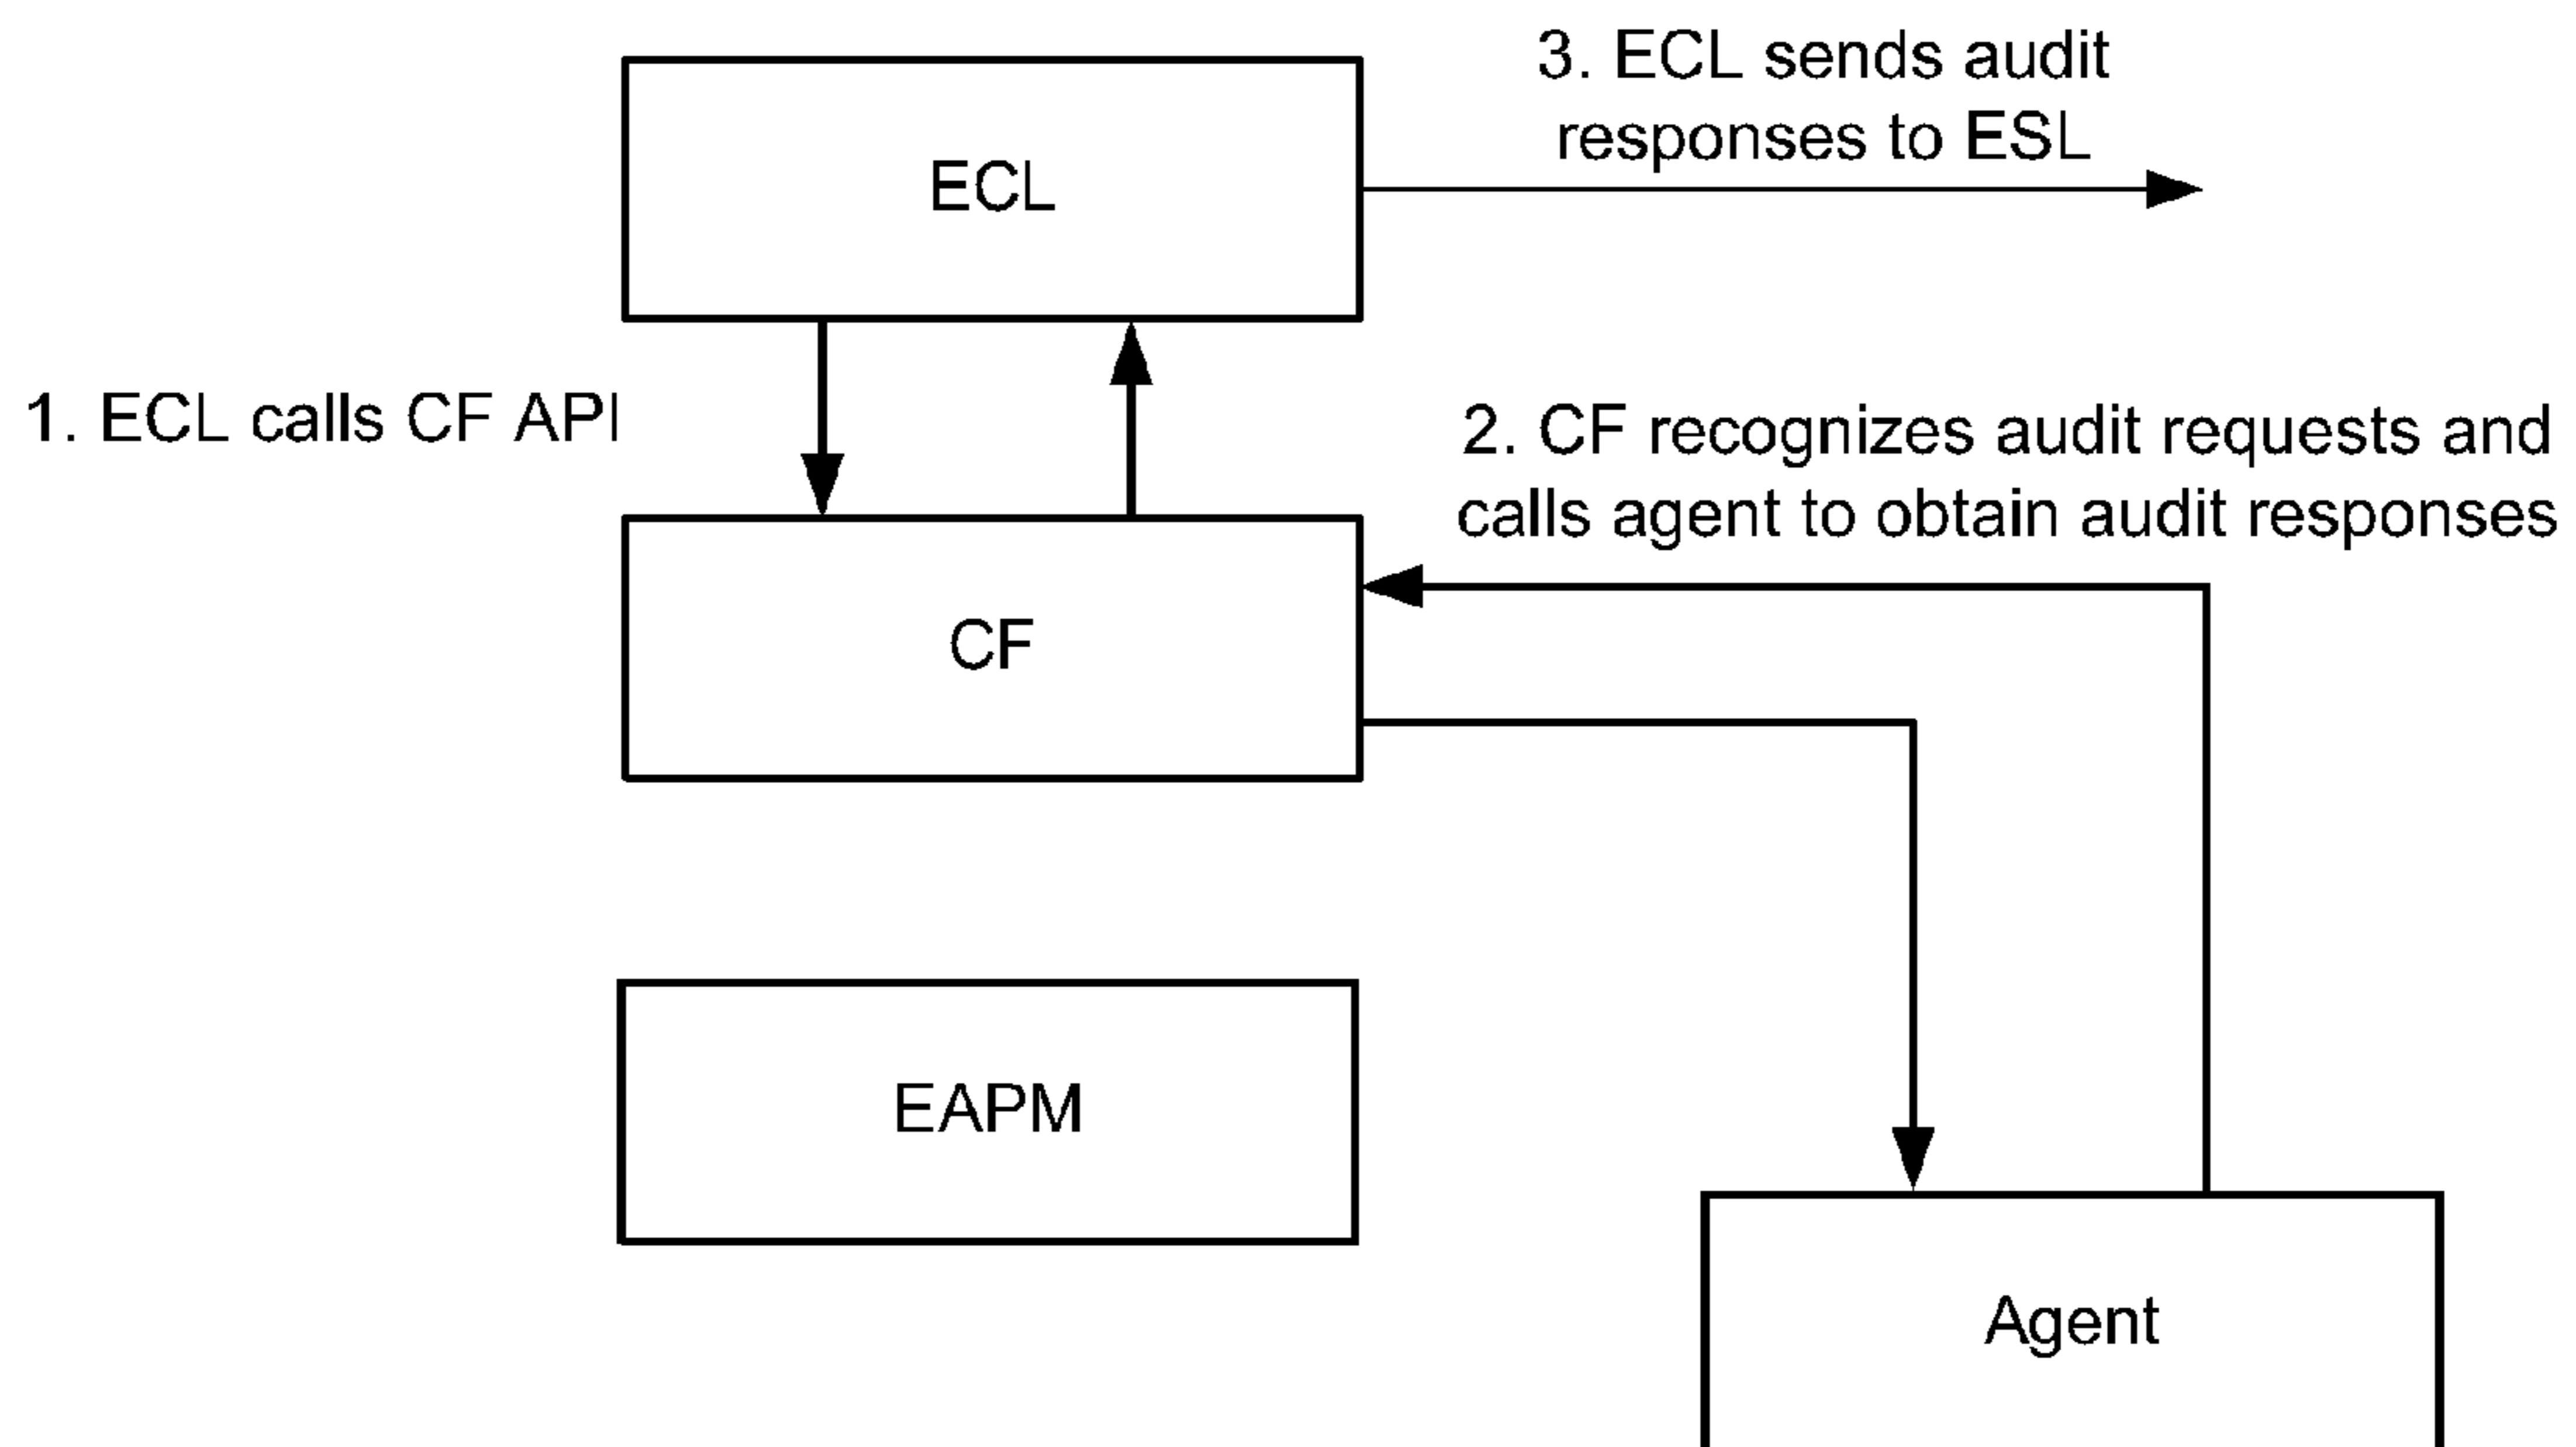 3. ECL sends audit
responses to ESL
ECL
1. ECL calls CF API
2. CF recognizes audit requests and
calls agent to obtain audit responses
CF
EAPM
Agent